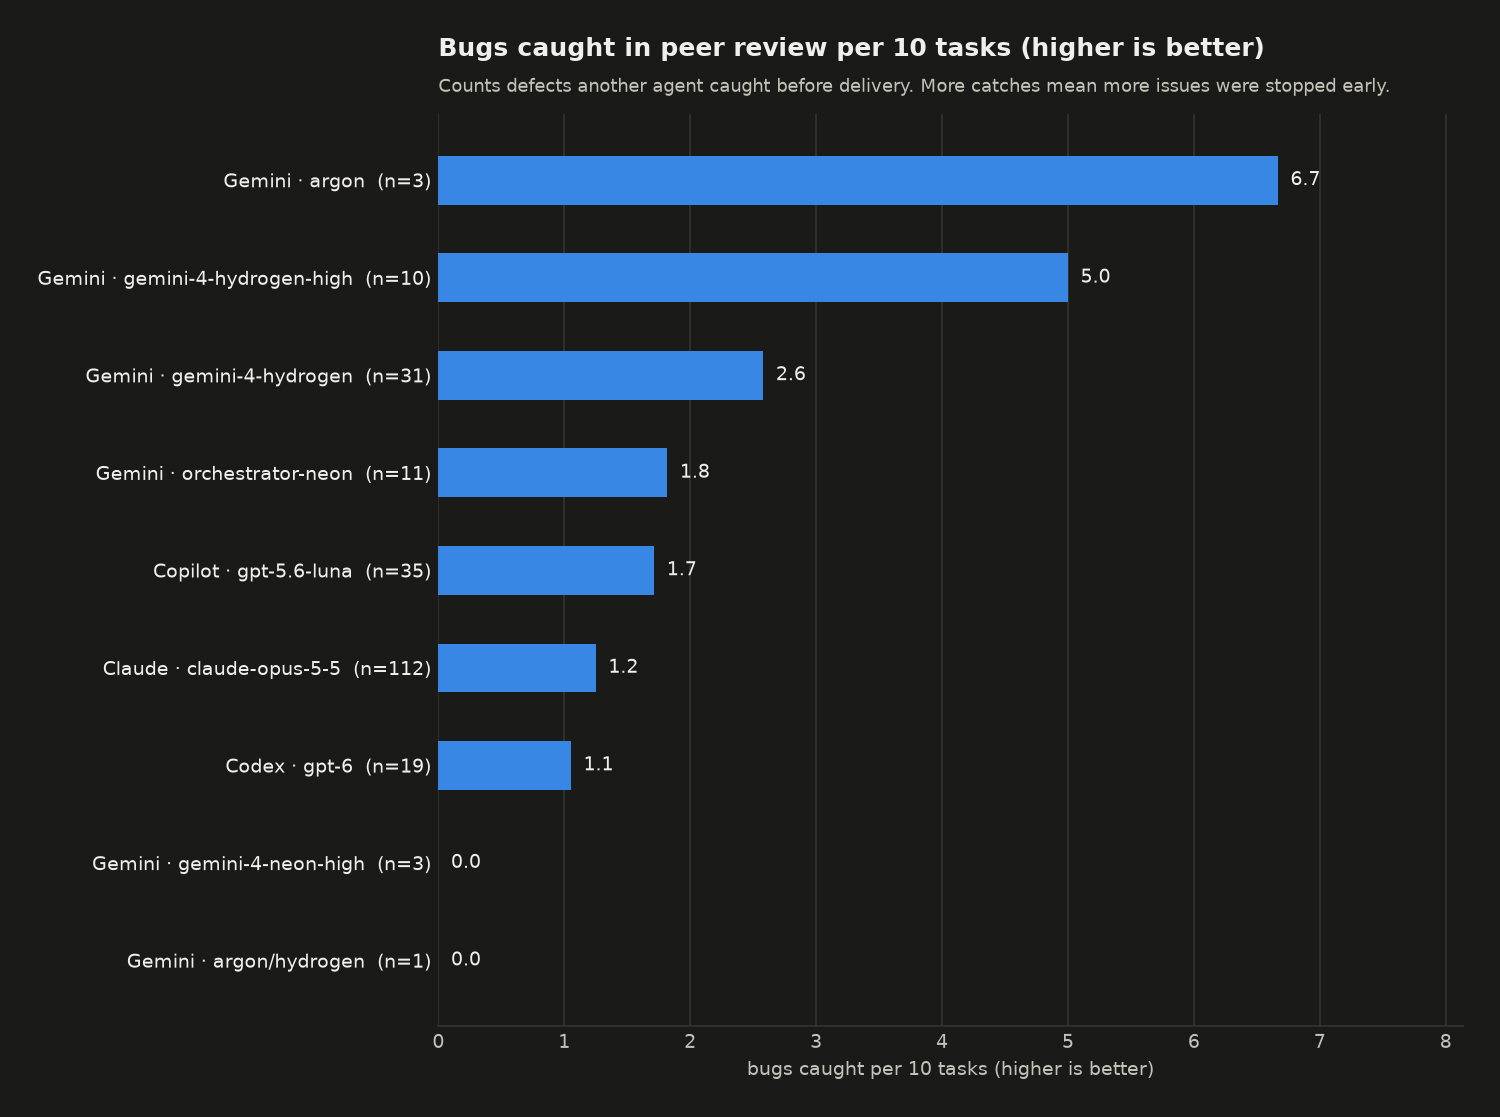 Bugs caught in peer review per 10 tasks (higher is better)
Counts defects another agent caught before delivery. More catches mean more issues were stopped early.
Gemini · argon (n=3) 6.7
Gemini · gemini-4-hydrogen-high (n=10) 5.0
Gemini · gemini-4-hydrogen (n=31) 2.6
Gemini · orchestrator-neon (n=11) 1.8
Copilot · gpt-5.6-luna (n=35) 1.7
Claude · claude-opus-5-5 (n=112) 1.2
Codex · gpt-6 (n=19) 1.1
Gemini · gemini-4-neon-high (n=3) 0.0
Gemini · argon/hydrogen (n=1) 0.0
0 1 2 3 4 5 6 7 8
bugs caught per 10 tasks (higher is better)